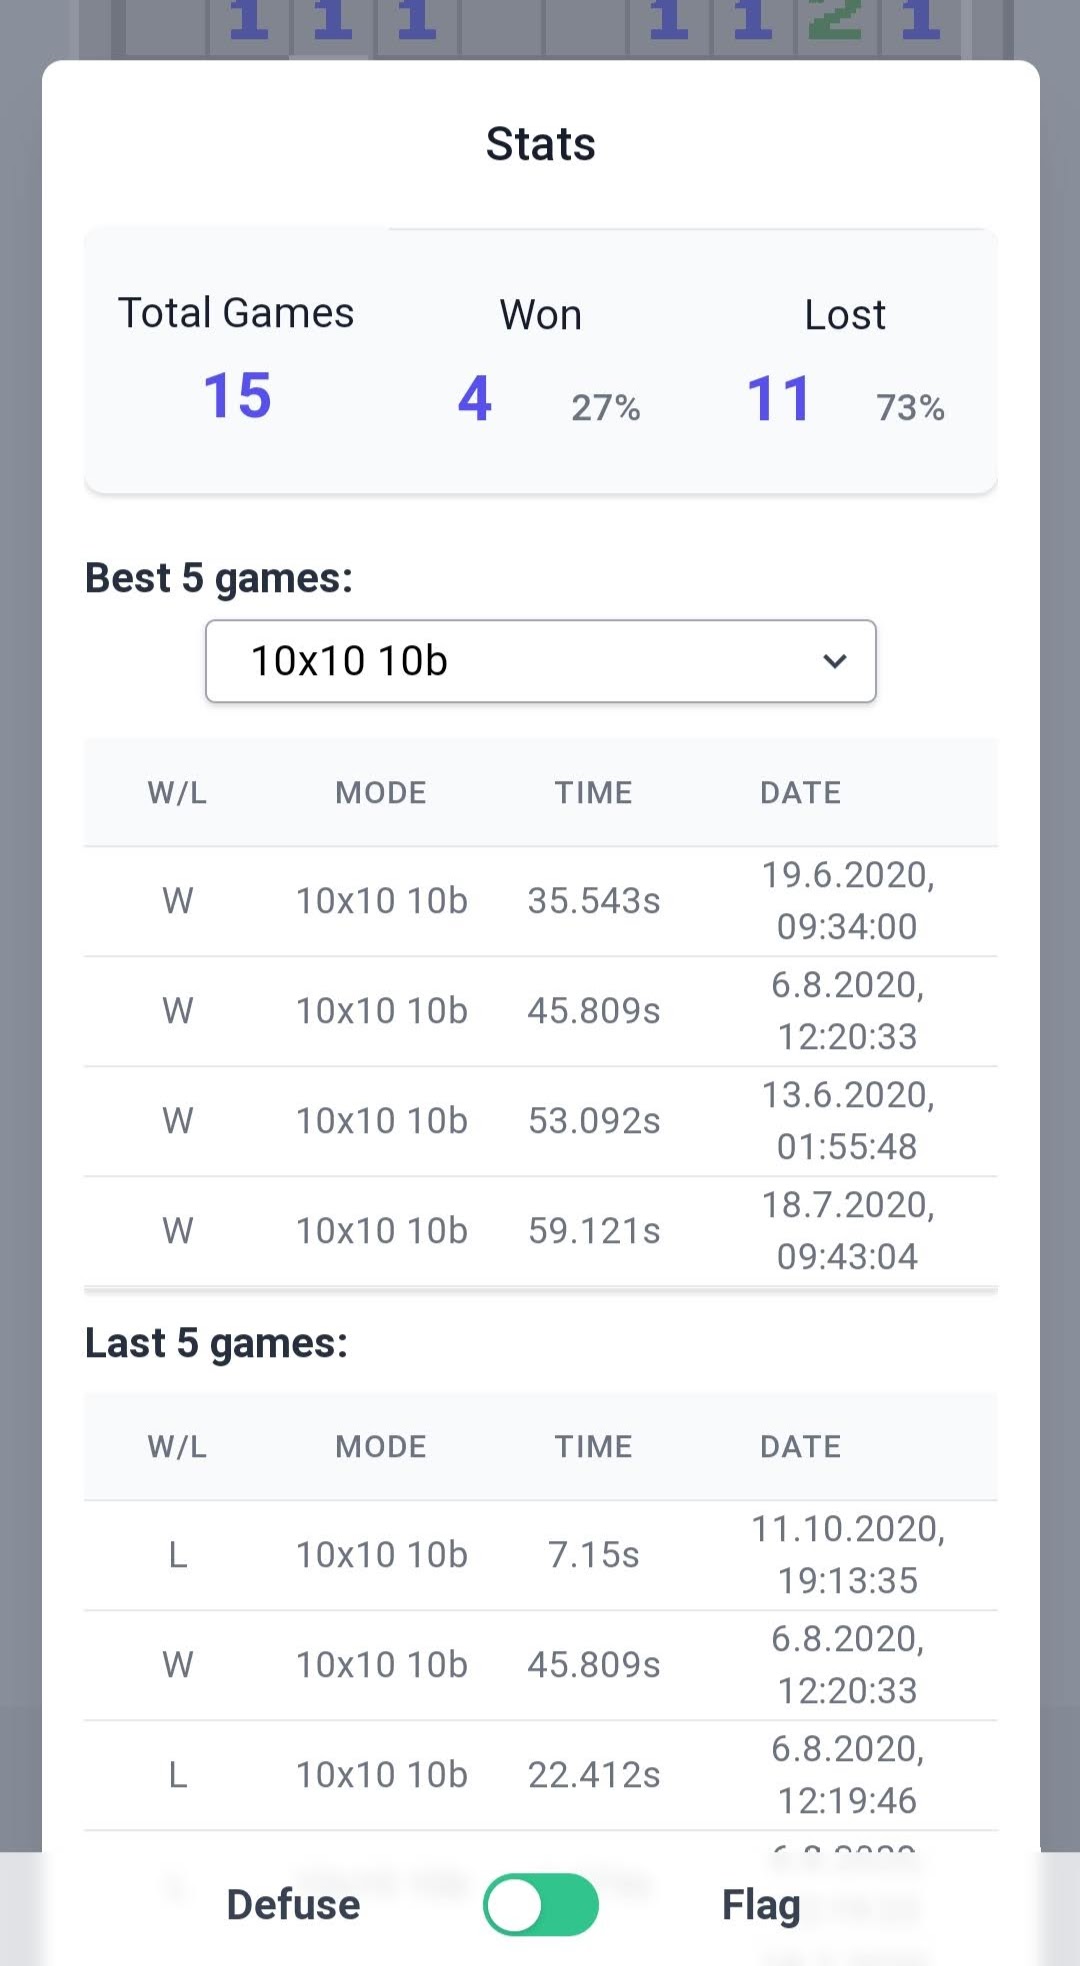 1 1 1 1 1 2 1
Stats
Total Games Won Lost
15 4 27% 11 73%
Best 5 games:
10x10 10b
W/L MODE TIME DATE
W 10x10 10b 35.543s 19.6.2020, 09:34:00
W 10x10 10b 45.809s 6.8.2020, 12:20:33
W 10x10 10b 53.092s 13.6.2020, 01:55:48
W 10x10 10b 59.121s 18.7.2020, 09:43:04
Last 5 games:
W/L MODE TIME DATE
L 10x10 10b 7.15s 11.10.2020, 19:13:35
W 10x10 10b 45.809s 6.8.2020, 12:20:33
L 10x10 10b 22.412s 6.8.2020, 12:19:46
Defuse Flag